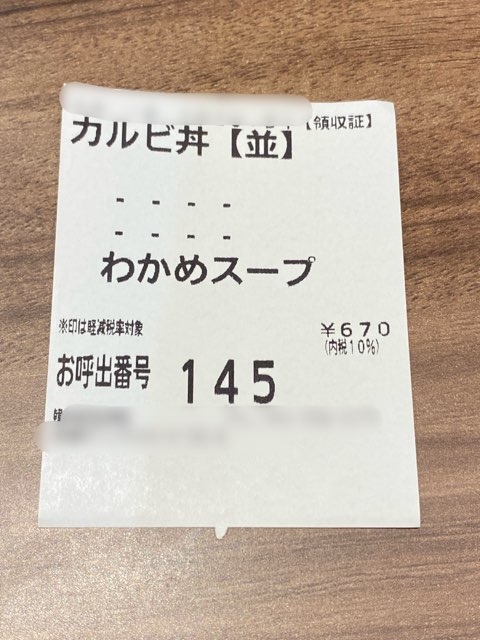 【領収証】
カルビ丼【並】
- - - -
- - - -
わかめスープ
※印は軽減税率対象
¥670
(内税10%)
お呼出番号 145